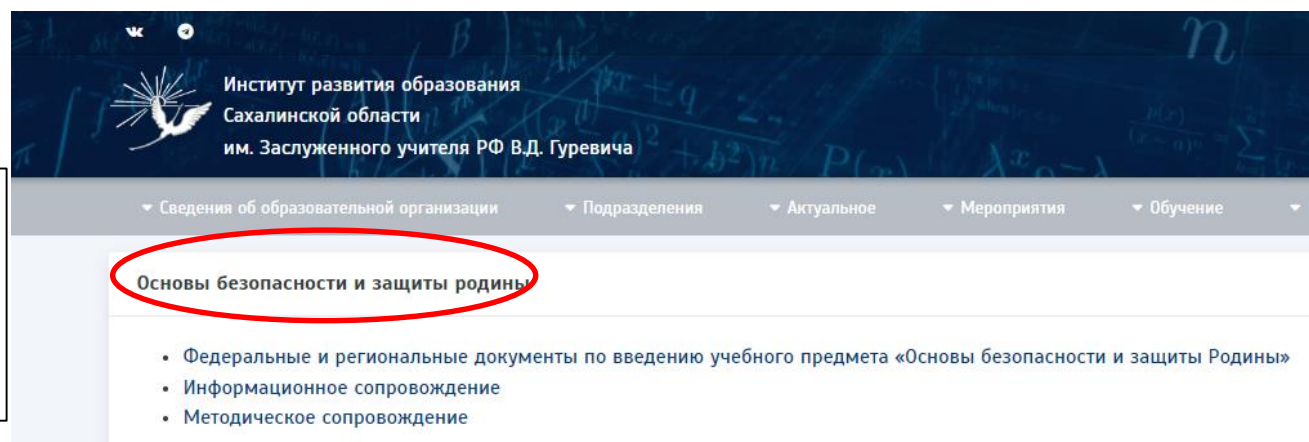 Институт развития образования
Сахалинской области
им. Заслуженного учителя РФ В.Д. Гуревича
Сведения об образовательной организации Подразделения Актуальное Мероприятия Обучение
Основы безопасности и защиты родины
Федеральные и региональные документы по введению учебного предмета «Основы безопасности и защиты Родины»
Информационное сопровождение
Методическое сопровождение